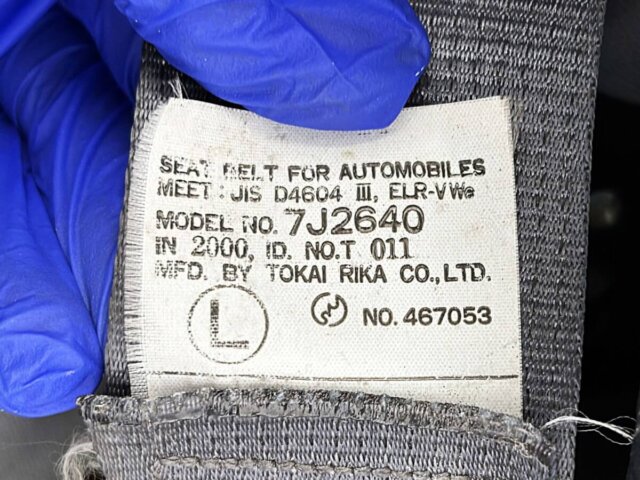 SEAT BELT FOR AUTOMOBILES
MEET : JIS D4604 III, ELR-VWe
MODEL NO. 7J2640
IN 2000, ID. NO.T 011
MFD. BY TOKAI RIKA CO.,LTD.
L NO. 467053